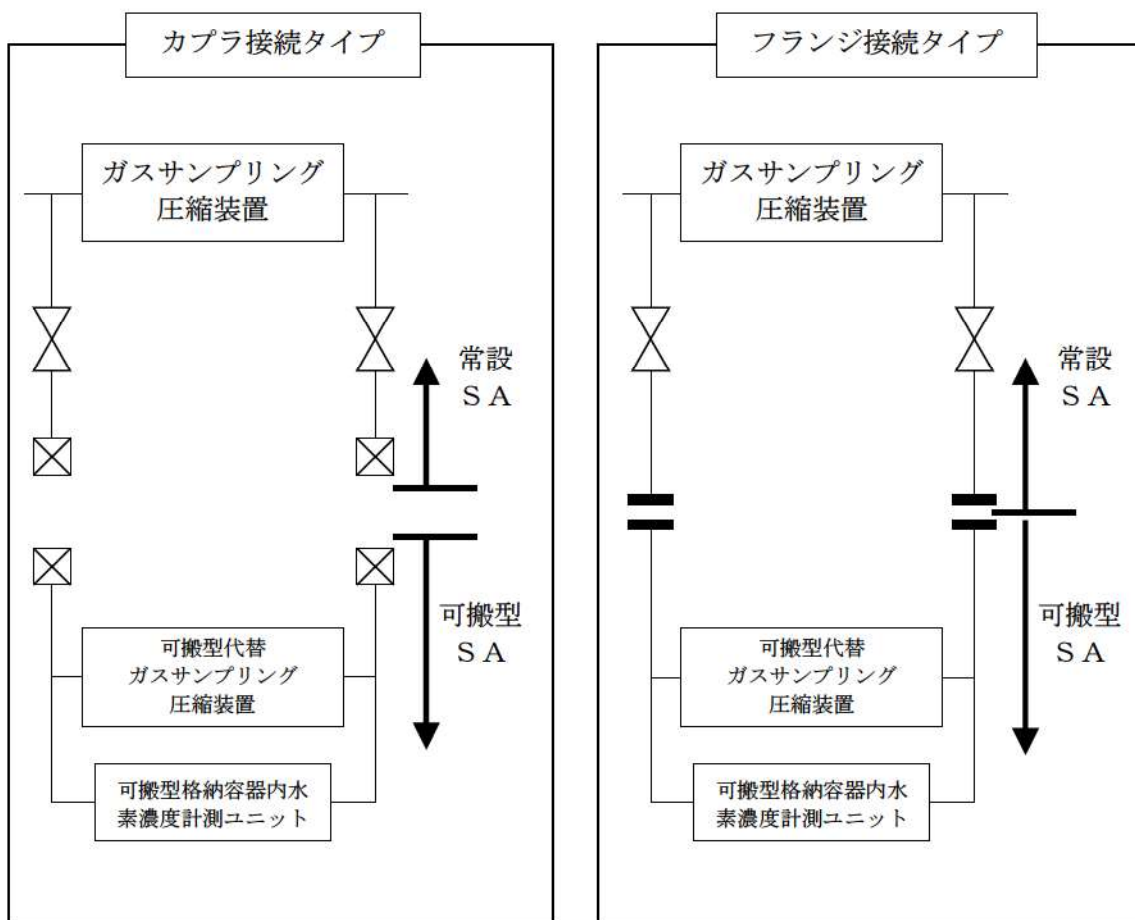 カプラ接続タイプ
ガスサンプリング
圧縮装置
常設
ＳＡ
可搬型
ＳＡ
可搬型代替
ガスサンプリング
圧縮装置
可搬型格納容器内水
素濃度計測ユニット
フランジ接続タイプ
ガスサンプリング
圧縮装置
常設
ＳＡ
可搬型
ＳＡ
可搬型代替
ガスサンプリング
圧縮装置
可搬型格納容器内水
素濃度計測ユニット